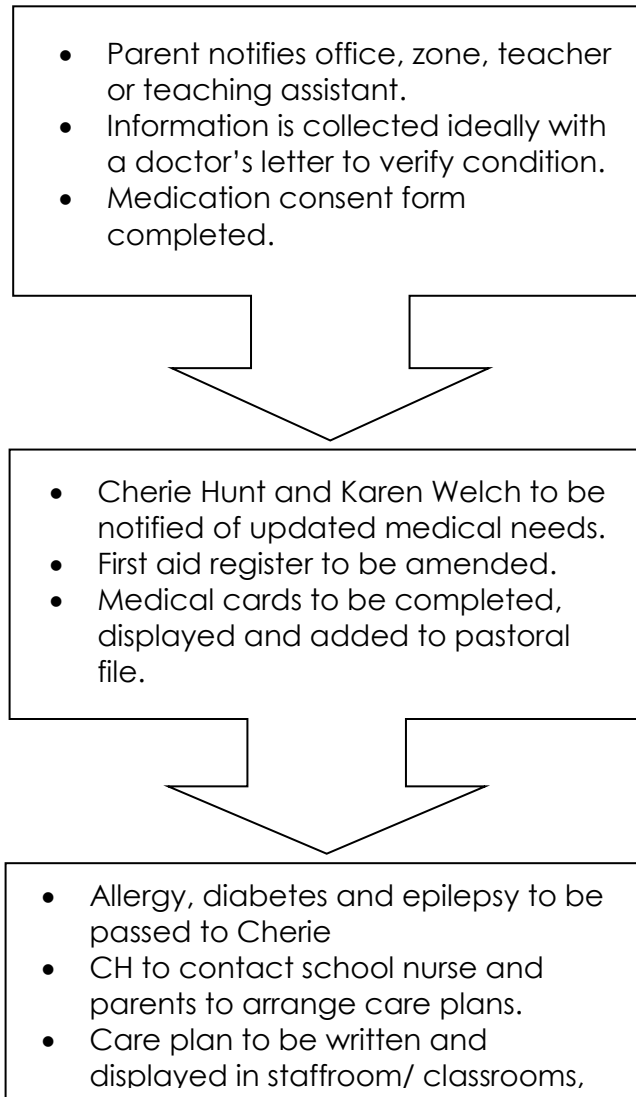 • Parent notifies office, zone, teacher
or teaching assistant.
• Information is collected ideally with
a doctor’s letter to verify condition.
• Medication consent form
completed.
• Cherie Hunt and Karen Welch to be
notified of updated medical needs.
• First aid register to be amended.
• Medical cards to be completed,
displayed and added to pastoral
file.
• Allergy, diabetes and epilepsy to be
passed to Cherie
• CH to contact school nurse and
parents to arrange care plans.
• Care plan to be written and
displayed in staffroom/ classrooms,